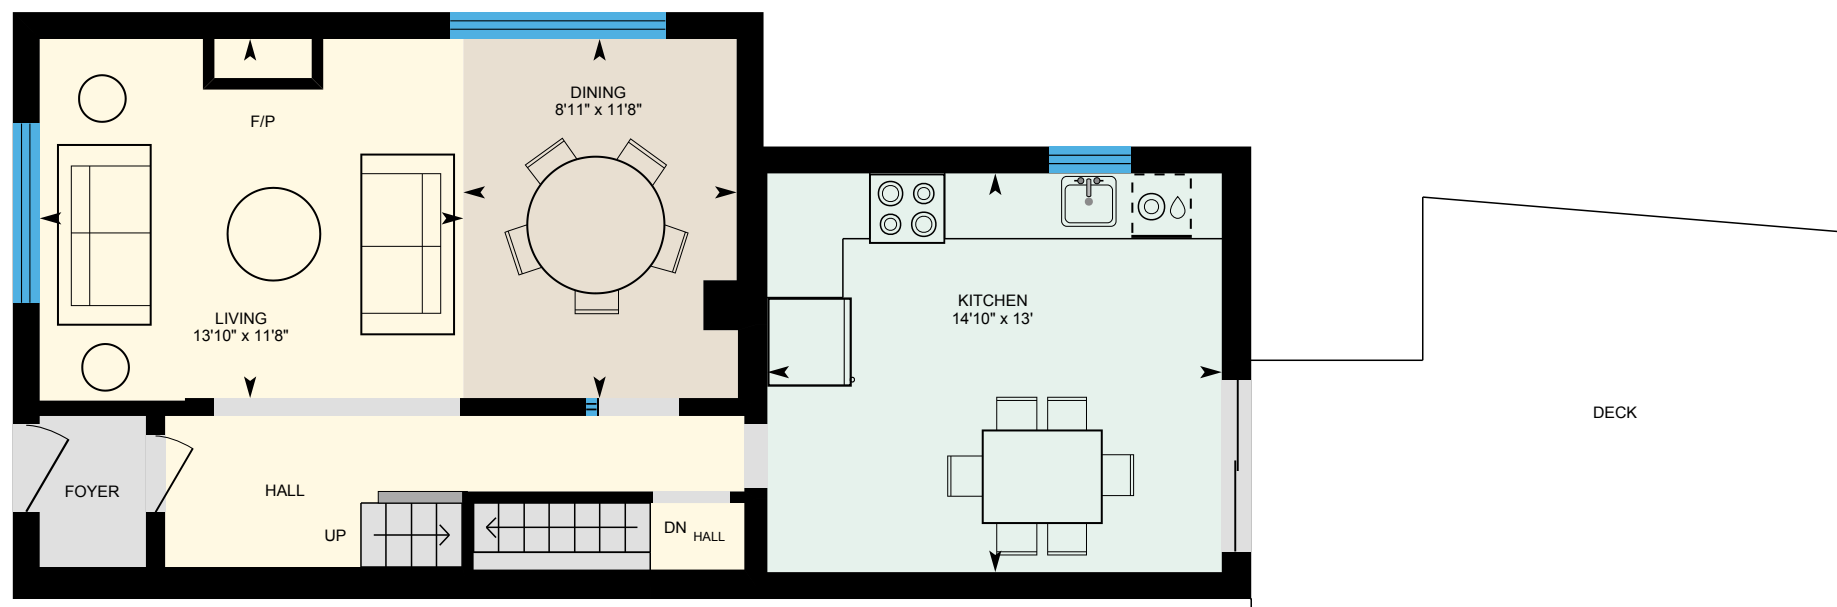 DINING
8'11" x 11'8"
F/P
LIVING
13'10" x 11'8"
KITCHEN
14'10" x 13'
DECK
FOYER
HALL
UP
DN
HALL